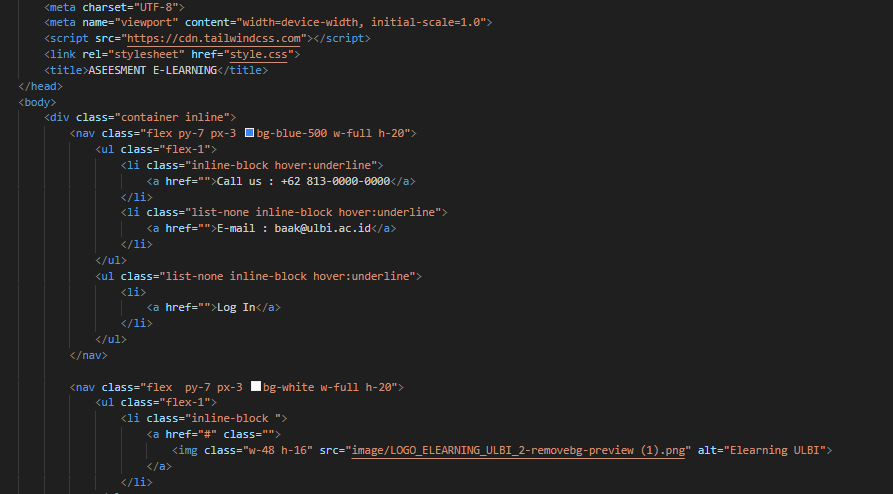 <meta charset="UTF-8">
<meta name="viewport" content="width=device-width, initial-scale=1.0">
<script src="https://cdn.tailwindcss.com"></script>
<link rel="stylesheet" href="style.css">
<title>ASEESMENT E-LEARNING</title>
</head>
<body>
<div class="container inline">
<nav class="flex py-7 px-3 bg-blue-500 w-full h-20">
<ul class="flex-1">
<li class="inline-block hover:underline">
<a href="">Call us : +62 813-0000-0000</a>
</li>
<li class="list-none inline-block hover:underline">
<a href="">E-mail : baak@ulbi.ac.id</a>
</li>
</ul>
<ul class="list-none inline-block hover:underline">
<li>
<a href="">Log In</a>
</li>
</ul>
</nav>
<nav class="flex  py-7 px-3 bg-white w-full h-20">
<ul class="flex-1">
<li class="inline-block ">
<a href="#" class="">
<img class="w-48 h-16" src="image/LOGO_ELEARNING_ULBI_2-removebg-preview (1).png" alt="Elearning ULBI">
</a>
</li>